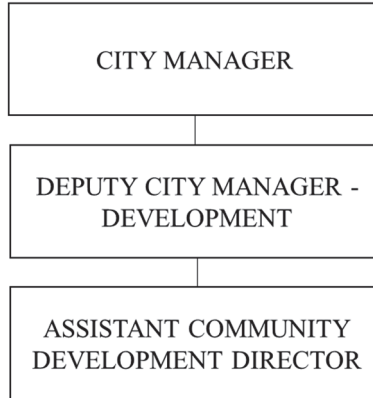 CITY MANAGER
DEPUTY CITY MANAGER -
DEVELOPMENT
ASSISTANT COMMUNITY
DEVELOPMENT DIRECTOR